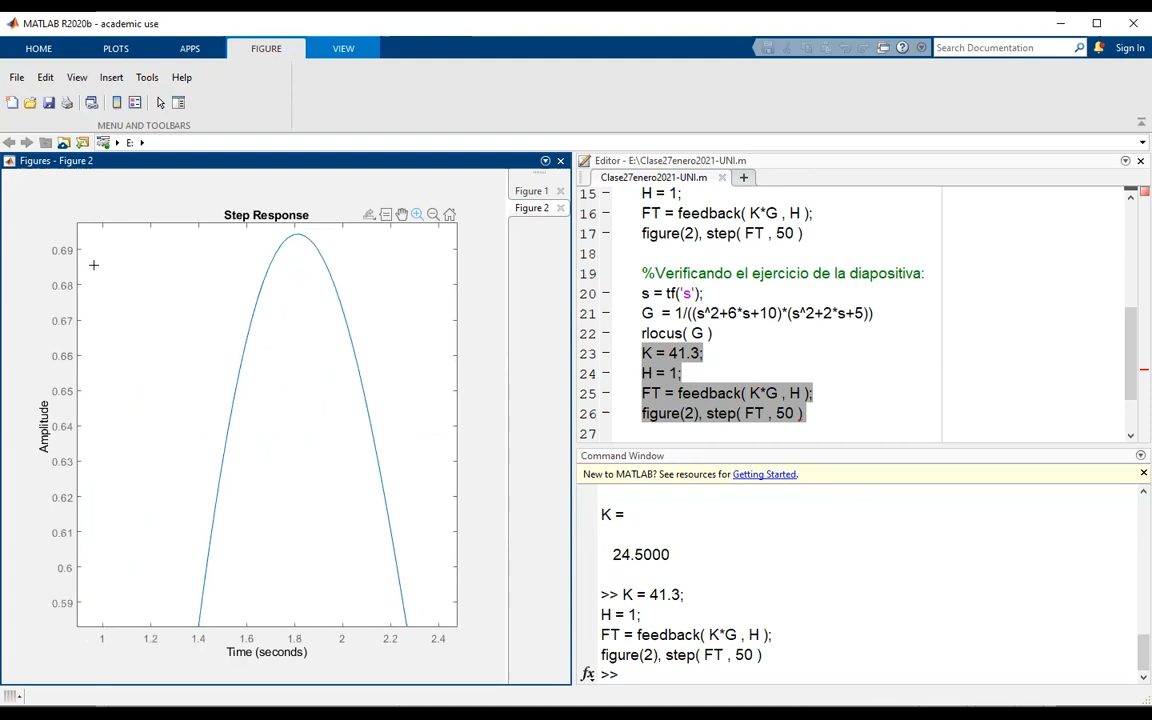 MATLAB R2020b - academic use
HOME PLOTS APPS FIGURE VIEW
Search Documentation
Sign In
File Edit View Insert Tools Help
MENU AND TOOLBARS
E:
Figures - Figure 2
Figure 1
Figure 2
Step Response
0.69
0.68
0.67
0.66
0.65
0.64
0.63
0.62
0.61
0.6
0.59
Amplitude
1 1.2 1.4 1.6 1.8 2 2.2 2.4
Time (seconds)
Editor - E:\Clase27enero2021-UNI.m
Clase27enero2021-UNI.m
15 H = 1;
16 FT = feedback( K*G , H );
17 figure(2), step( FT , 50 )
18
19 %Verificando el ejercicio de la diapositiva:
20 s = tf('s');
21 G = 1/((s^2+6*s+10)*(s^2+2*s+5))
22 rlocus( G )
23 K = 41.3;
24 H = 1;
25 FT = feedback( K*G , H );
26 figure(2), step( FT , 50 )
27
Command Window
New to MATLAB? See resources for Getting Started.
K =
24.5000
>> K = 41.3;
H = 1;
FT = feedback( K*G , H );
figure(2), step( FT , 50 )
fx >>